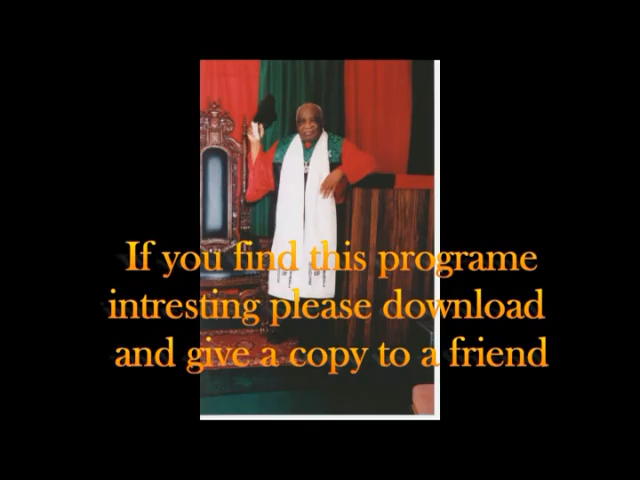 If you find this programe
intresting please download
and give a copy to a friend